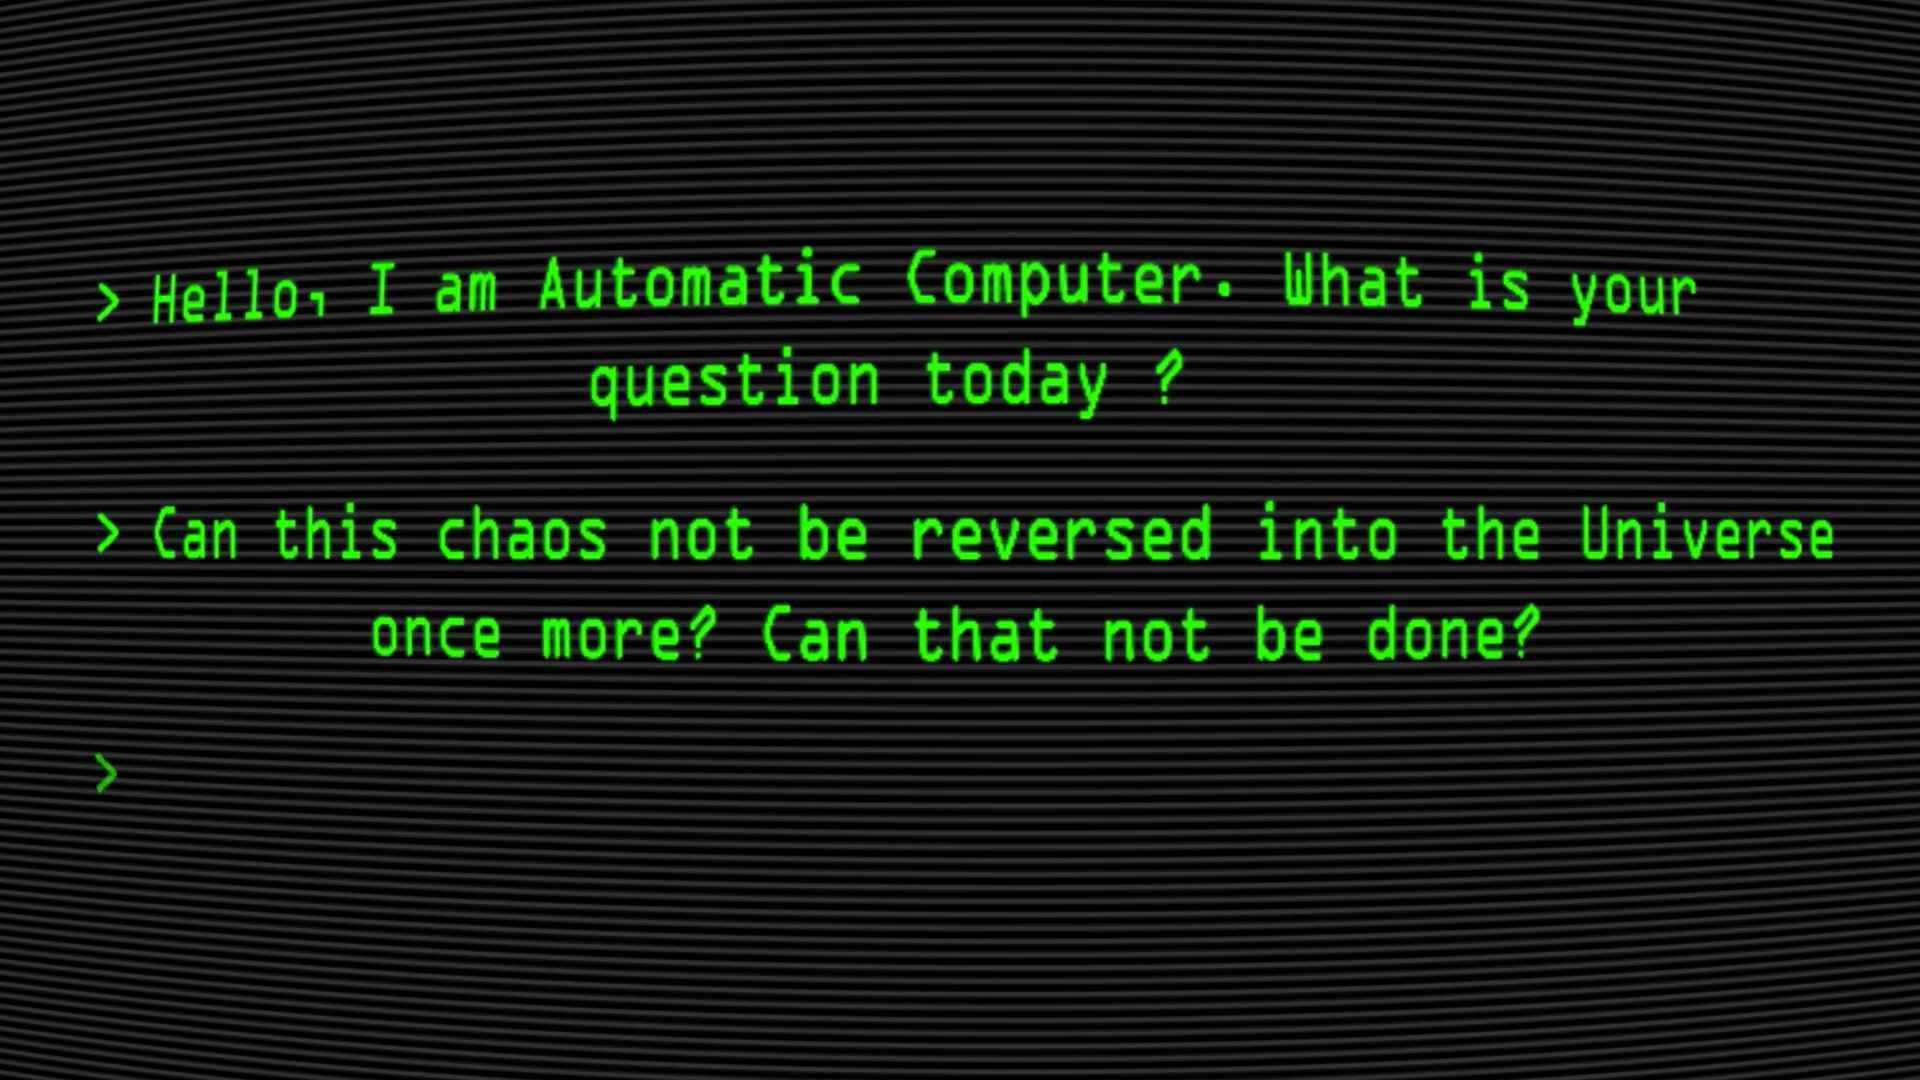 > Hello, I am Automatic Computer. What is your
question today ?
> Can this chaos not be reversed into the Universe
once more? Can that not be done?
>